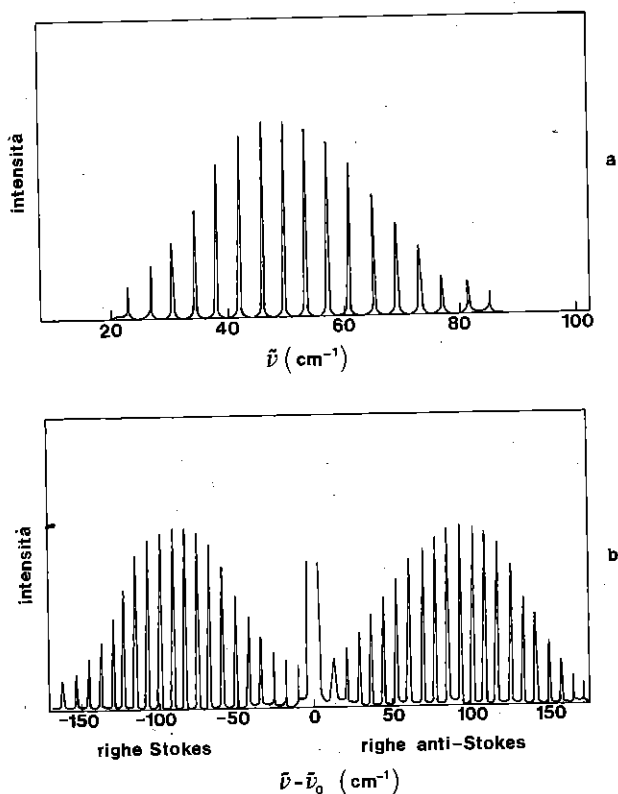 intensità
a
20 40 60 80 100
ṽ (cm⁻¹)
intensità
b
-150 -100 -50 0 50 100 150
righe Stokes righe anti-Stokes
ṽ-ṽ₀ (cm⁻¹)